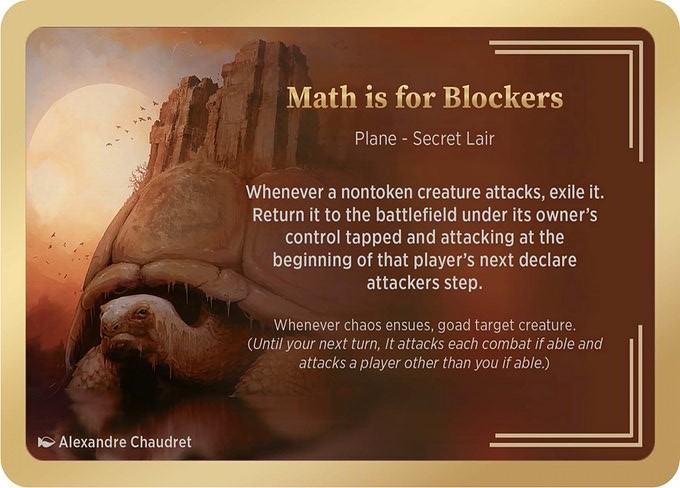 Math is for Blockers
Plane - Secret Lair
Whenever a nontoken creature attacks, exile it.
Return it to the battlefield under its owner's
control tapped and attacking at the
beginning of that player's next declare
attackers step.
Whenever chaos ensues, goad target creature.
(Until your next turn, It attacks each combat if able and
attacks a player other than you if able.)
Alexandre Chaudret